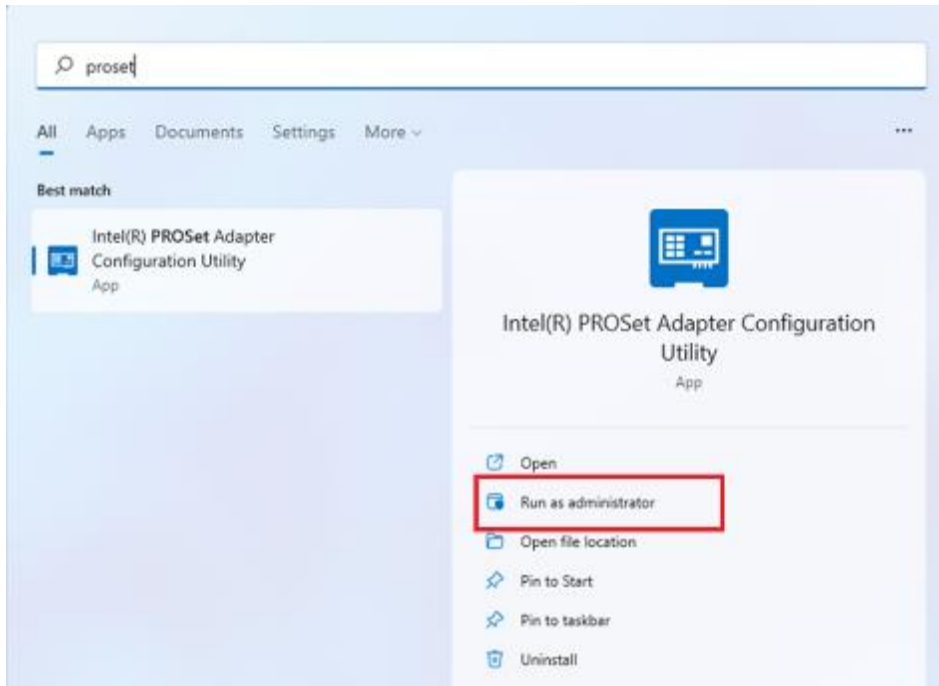 proset
All Apps Documents Settings More
Best match
Intel(R) PROSet Adapter
Configuration Utility
App
Intel(R) PROSet Adapter Configuration
Utility
App
Open
Run as administrator
Open file location
Pin to Start
Pin to taskbar
Uninstall